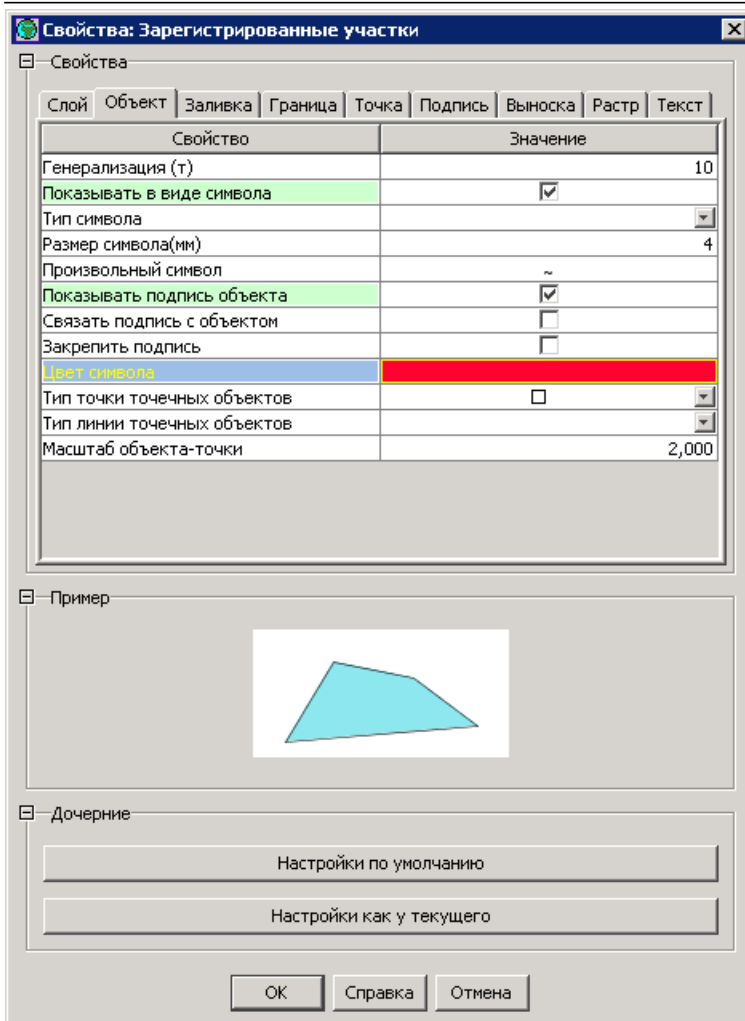 Свойства: Зарегистрированные участки
Свойства
Слой Объект Заливка Граница Точка Подпись Выноска Растр Текст
Свойство Значение
Генерализация (т) 10
Показывать в виде символа
Тип символа
Размер символа(мм) 4
Произвольный символ ~
Показывать подпись объекта
Связать подпись с объектом
Закрепить подпись
Цвет символа
Тип точки точечных объектов
Тип линии точечных объектов
Масштаб объекта-точки 2,000
Пример
Дочерние
Настройки по умолчанию
Настройки как у текущего
ОК Справка Отмена